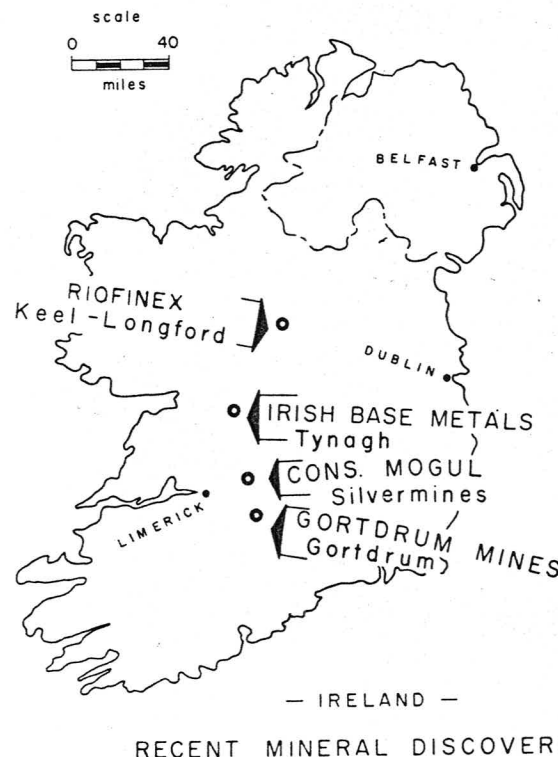 scale
0 40
miles
BELFAST
RIOFINEX
Keel-Longford
DUBLIN
IRISH BASE METALS
Tynagh
CONS. MOGUL
Silvermines
LIMERICK
GORTDRUM MINES
Gortdrum
— IRELAND —
RECENT MINERAL DISCOVER